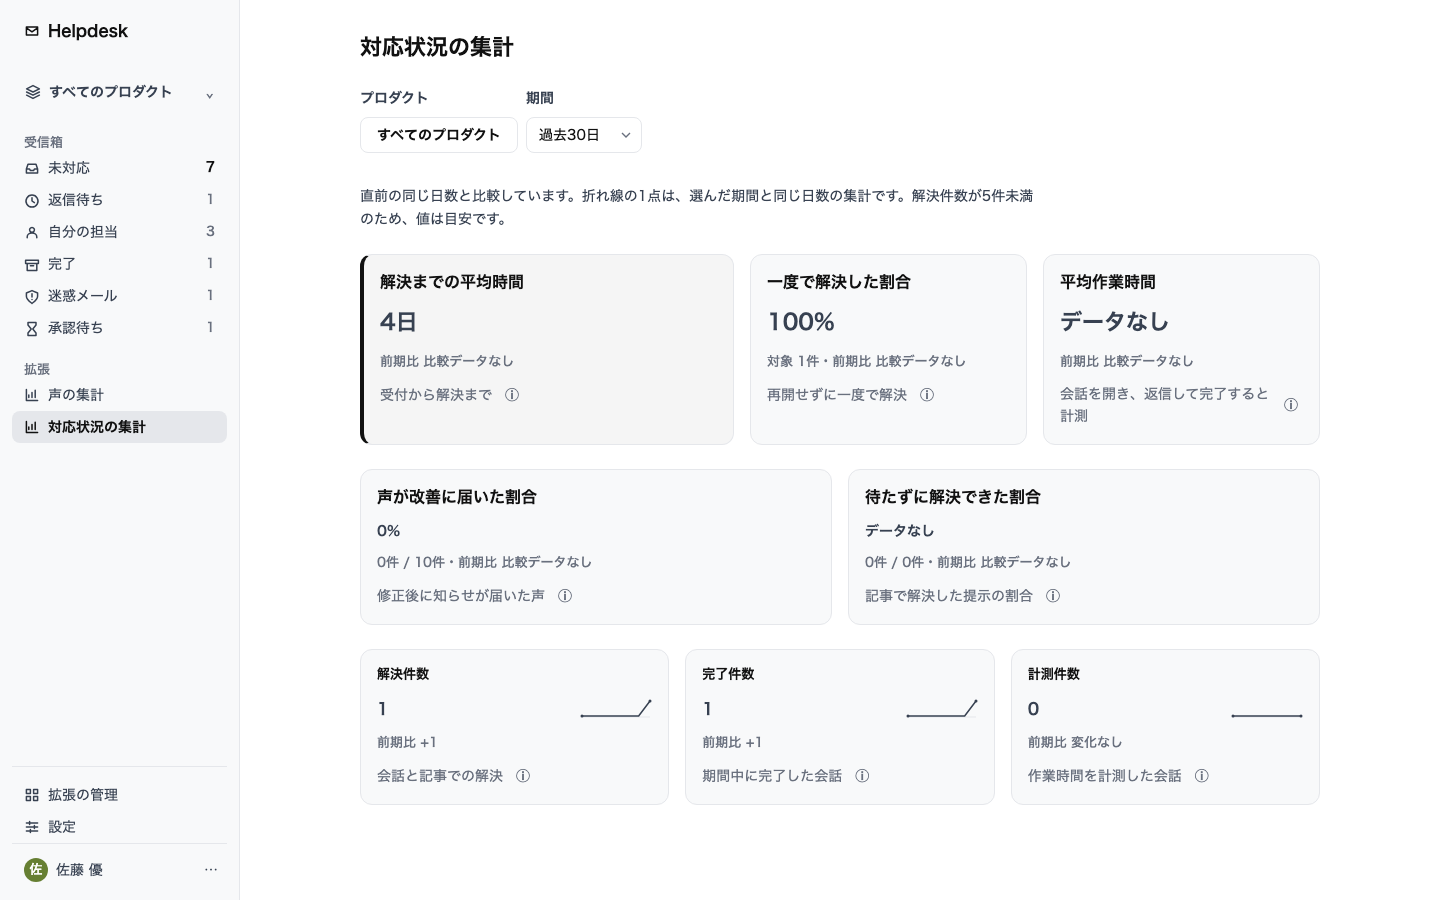 Helpdesk
すべてのプロダクト
受信箱
未対応 7
返信待ち 1
自分の担当 3
完了 1
迷惑メール 1
承認待ち 1
拡張
声の集計
対応状況の集計
拡張の管理
設定
佐 佐藤 優 …
対応状況の集計
プロダクト 期間
すべてのプロダクト 過去30日
直前の同じ日数と比較しています。折れ線の1点は、選んだ期間と同じ日数の集計です。解決件数が5件未満
のため、値は目安です。
解決までの平均時間
4日
前期比 比較データなし
受付から解決まで
一度で解決した割合
100%
対象 1件・前期比 比較データなし
再開せずに一度で解決
平均作業時間
データなし
前期比 比較データなし
会話を開き、返信して完了すると
計測
声が改善に届いた割合
0%
0件 / 10件・前期比 比較データなし
修正後に知らせが届いた声
待たずに解決できた割合
データなし
0件 / 0件・前期比 比較データなし
記事で解決した提示の割合
解決件数
1
前期比 +1
会話と記事での解決
完了件数
1
前期比 +1
期間中に完了した会話
計測件数
0
前期比 変化なし
作業時間を計測した会話